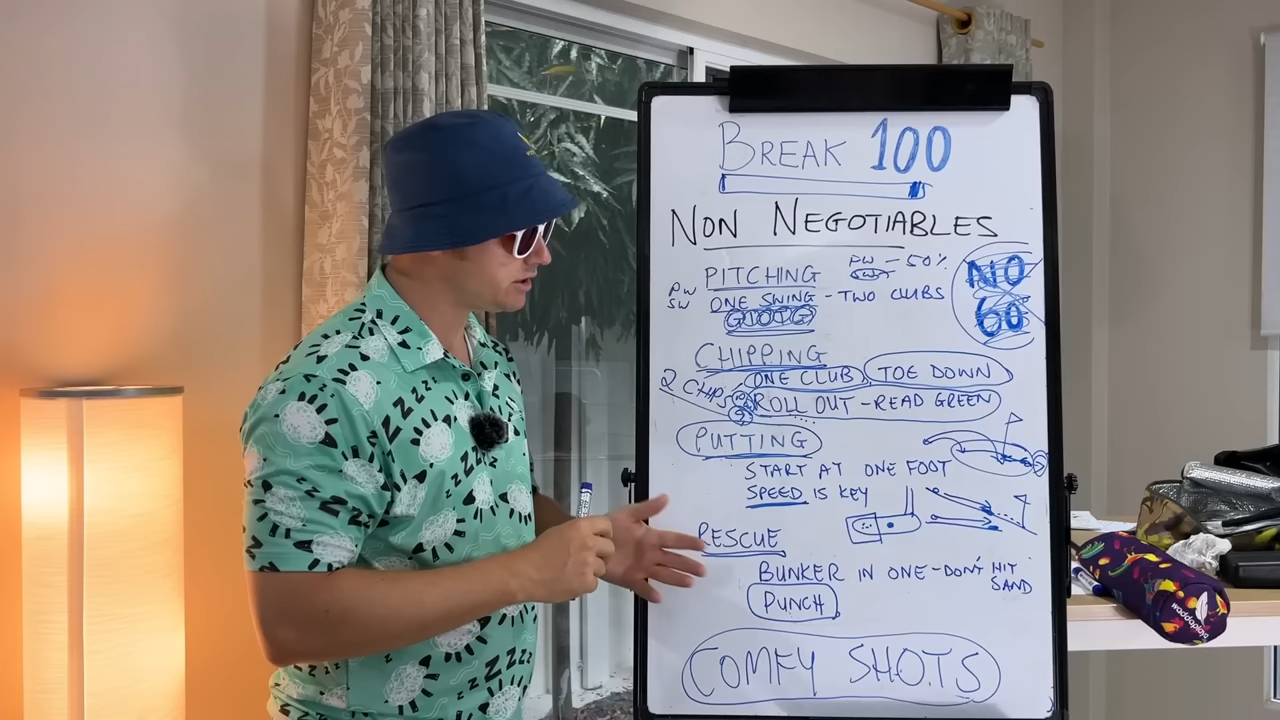 BREAK 100
NON NEGOTIABLES
PITCHING PW - 50%
PW
SW ONE SWING - TWO CLUBS
GIOTG
NO
60
CHIPPING
ONE CLUB TOE DOWN
2 CHIPS
ROLL OUT - READ GREEN
PUTTING
START AT ONE FOOT
SPEED IS KEY
RESCUE
BUNKER IN ONE - DON'T HIT SAND
PUNCH
COMFY SHOTS
waddaplaya